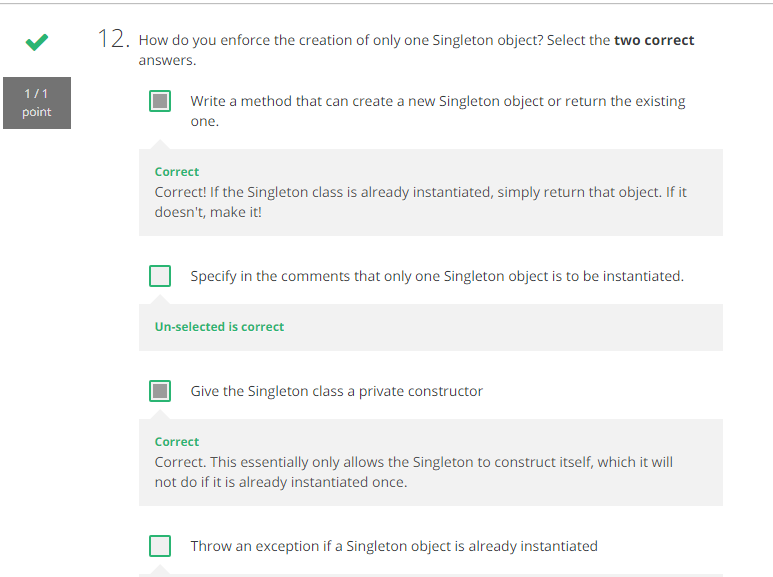 12. How do you enforce the creation of only one Singleton object? Select the two correct
answers.
1 / 1
point
Write a method that can create a new Singleton object or return the existing
one.
Correct
Correct! If the Singleton class is already instantiated, simply return that object. If it
doesn't, make it!
Specify in the comments that only one Singleton object is to be instantiated.
Un-selected is correct
Give the Singleton class a private constructor
Correct
Correct. This essentially only allows the Singleton to construct itself, which it will
not do if it is already instantiated once.
Throw an exception if a Singleton object is already instantiated